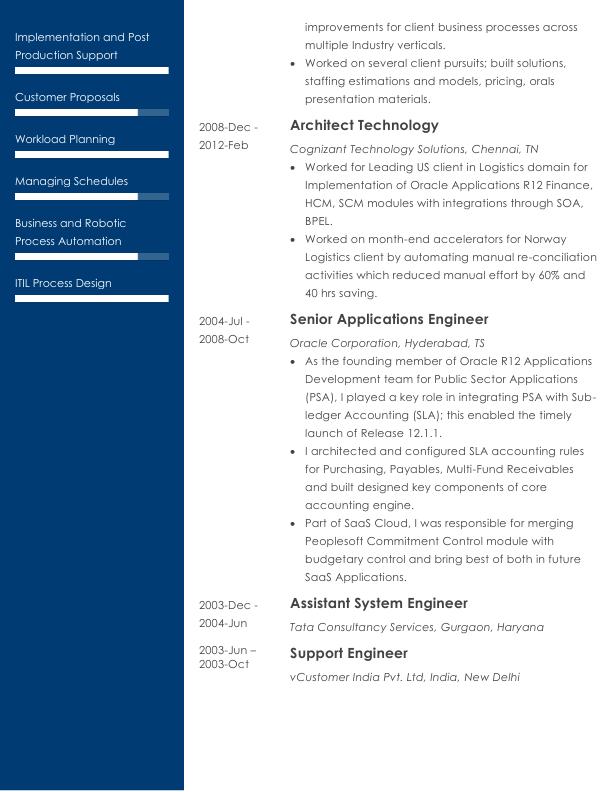 Implementation and Post
Production Support
Customer Proposals
Workload Planning
Managing Schedules
Business and Robotic
Process Automation
ITIL Process Design
improvements for client business processes across
multiple Industry verticals.
• Worked on several client pursuits; built solutions,
staffing estimations and models, pricing, orals
presentation materials.
2008-Dec -
2012-Feb
Architect Technology
Cognizant Technology Solutions, Chennai, TN
• Worked for Leading US client in Logistics domain for
Implementation of Oracle Applications R12 Finance,
HCM, SCM modules with integrations through SOA,
BPEL.
• Worked on month-end accelerators for Norway
Logistics client by automating manual re-conciliation
activities which reduced manual effort by 60% and
40 hrs saving.
2004-Jul -
2008-Oct
Senior Applications Engineer
Oracle Corporation, Hyderabad, TS
• As the founding member of Oracle R12 Applications
Development team for Public Sector Applications
(PSA), I played a key role in integrating PSA with Sub-
ledger Accounting (SLA); this enabled the timely
launch of Release 12.1.1.
• I architected and configured SLA accounting rules
for Purchasing, Payables, Multi-Fund Receivables
and built designed key components of core
accounting engine.
• Part of SaaS Cloud, I was responsible for merging
Peoplesoft Commitment Control module with
budgetary control and bring best of both in future
SaaS Applications.
2003-Dec -
2004-Jun
Assistant System Engineer
Tata Consultancy Services, Gurgaon, Haryana
2003-Jun –
2003-Oct
Support Engineer
vCustomer India Pvt. Ltd, India, New Delhi